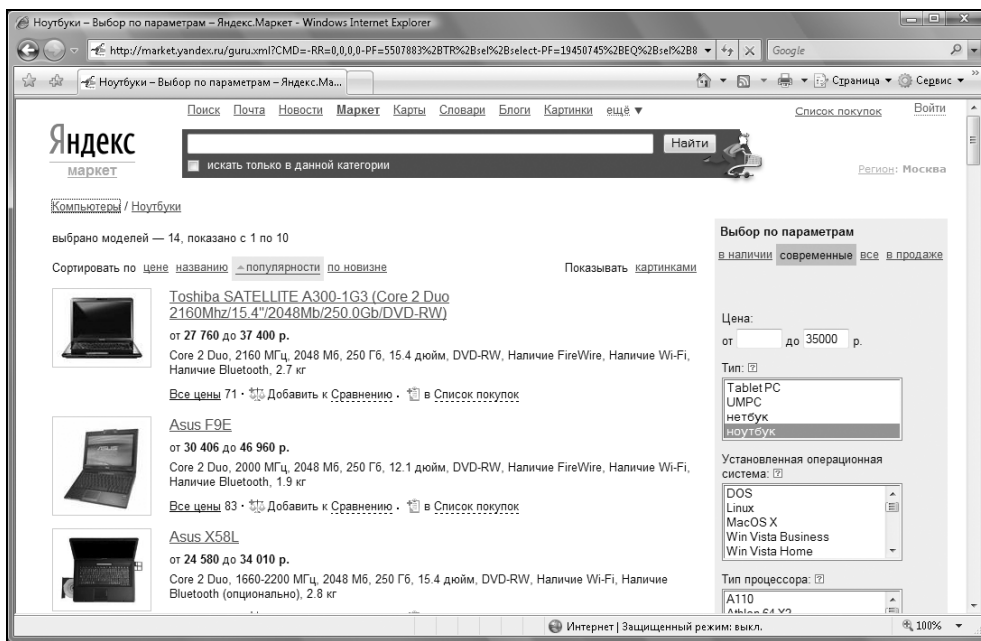 Ноутбуки – Выбор по параметрам – Яндекс.Маркет - Windows Internet Explorer
http://market.yandex.ru/guru.xml?CMD=-RR=0,0,0,0-PF=5507883%2BTR%2Bsel%2Bselect-PF=19450745%2BEQ%2Bsel%2B8
Google
Ноутбуки – Выбор по параметрам – Яндекс.Ма...
Страница
Сервис
Поиск Почта Новости Маркет Карты Словари Блоги Картинки ещё ▼
Список покупок
Войти
Яндекс
маркет
Найти
искать только в данной категории
Регион: Москва
Компьютеры / Ноутбуки
выбрано моделей — 14, показано с 1 по 10
Сортировать по цене названию популярности по новизне
Показывать картинками
Toshiba SATELLITE A300-1G3 (Core 2 Duo
2160Mhz/15.4"/2048Mb/250.0Gb/DVD-RW)
от 27 760 до 37 400 р.
Core 2 Duo, 2160 МГц, 2048 Мб, 250 Гб, 15.4 дюйм, DVD-RW, Наличие FireWire, Наличие Wi-Fi,
Наличие Bluetooth, 2.7 кг
Все цены 71 · Добавить к Сравнению · в Список покупок
Asus F9E
от 30 406 до 46 960 р.
Core 2 Duo, 2000 МГц, 2048 Мб, 250 Гб, 12.1 дюйм, DVD-RW, Наличие FireWire, Наличие Wi-Fi,
Наличие Bluetooth, 1.9 кг
Все цены 83 · Добавить к Сравнению · в Список покупок
Asus X58L
от 24 580 до 34 010 р.
Core 2 Duo, 1660-2200 МГц, 2048 Мб, 250 Гб, 15.4 дюйм, DVD-RW, Наличие Wi-Fi, Наличие
Bluetooth (опционально), 2.8 кг
Выбор по параметрам
в наличии современные все в продаже
Цена:
от до 35000 р.
Тип: ?
Tablet PC
UMPC
нетбук
ноутбук
Установленная операционная
система: ?
DOS
Linux
MacOS X
Win Vista Business
Win Vista Home
Тип процессора: ?
A110
Athlon 64 X2
Интернет | Защищенный режим: выкл.
100%